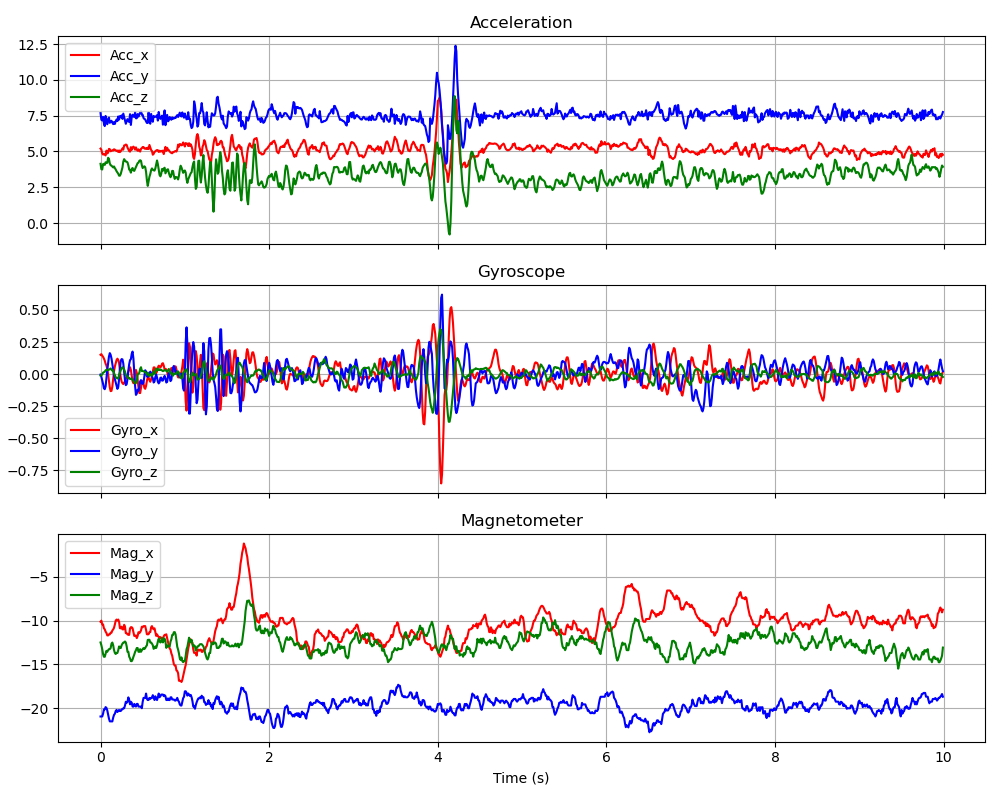 Acceleration
12.5
10.0
7.5
5.0
2.5
0.0
Acc_x
Acc_y
Acc_z
Gyroscope
0.50
0.25
0.00
−0.25
−0.50
−0.75
Gyro_x
Gyro_y
Gyro_z
Magnetometer
−5
−10
−15
−20
Mag_x
Mag_y
Mag_z
0 2 4 6 8 10
Time (s)